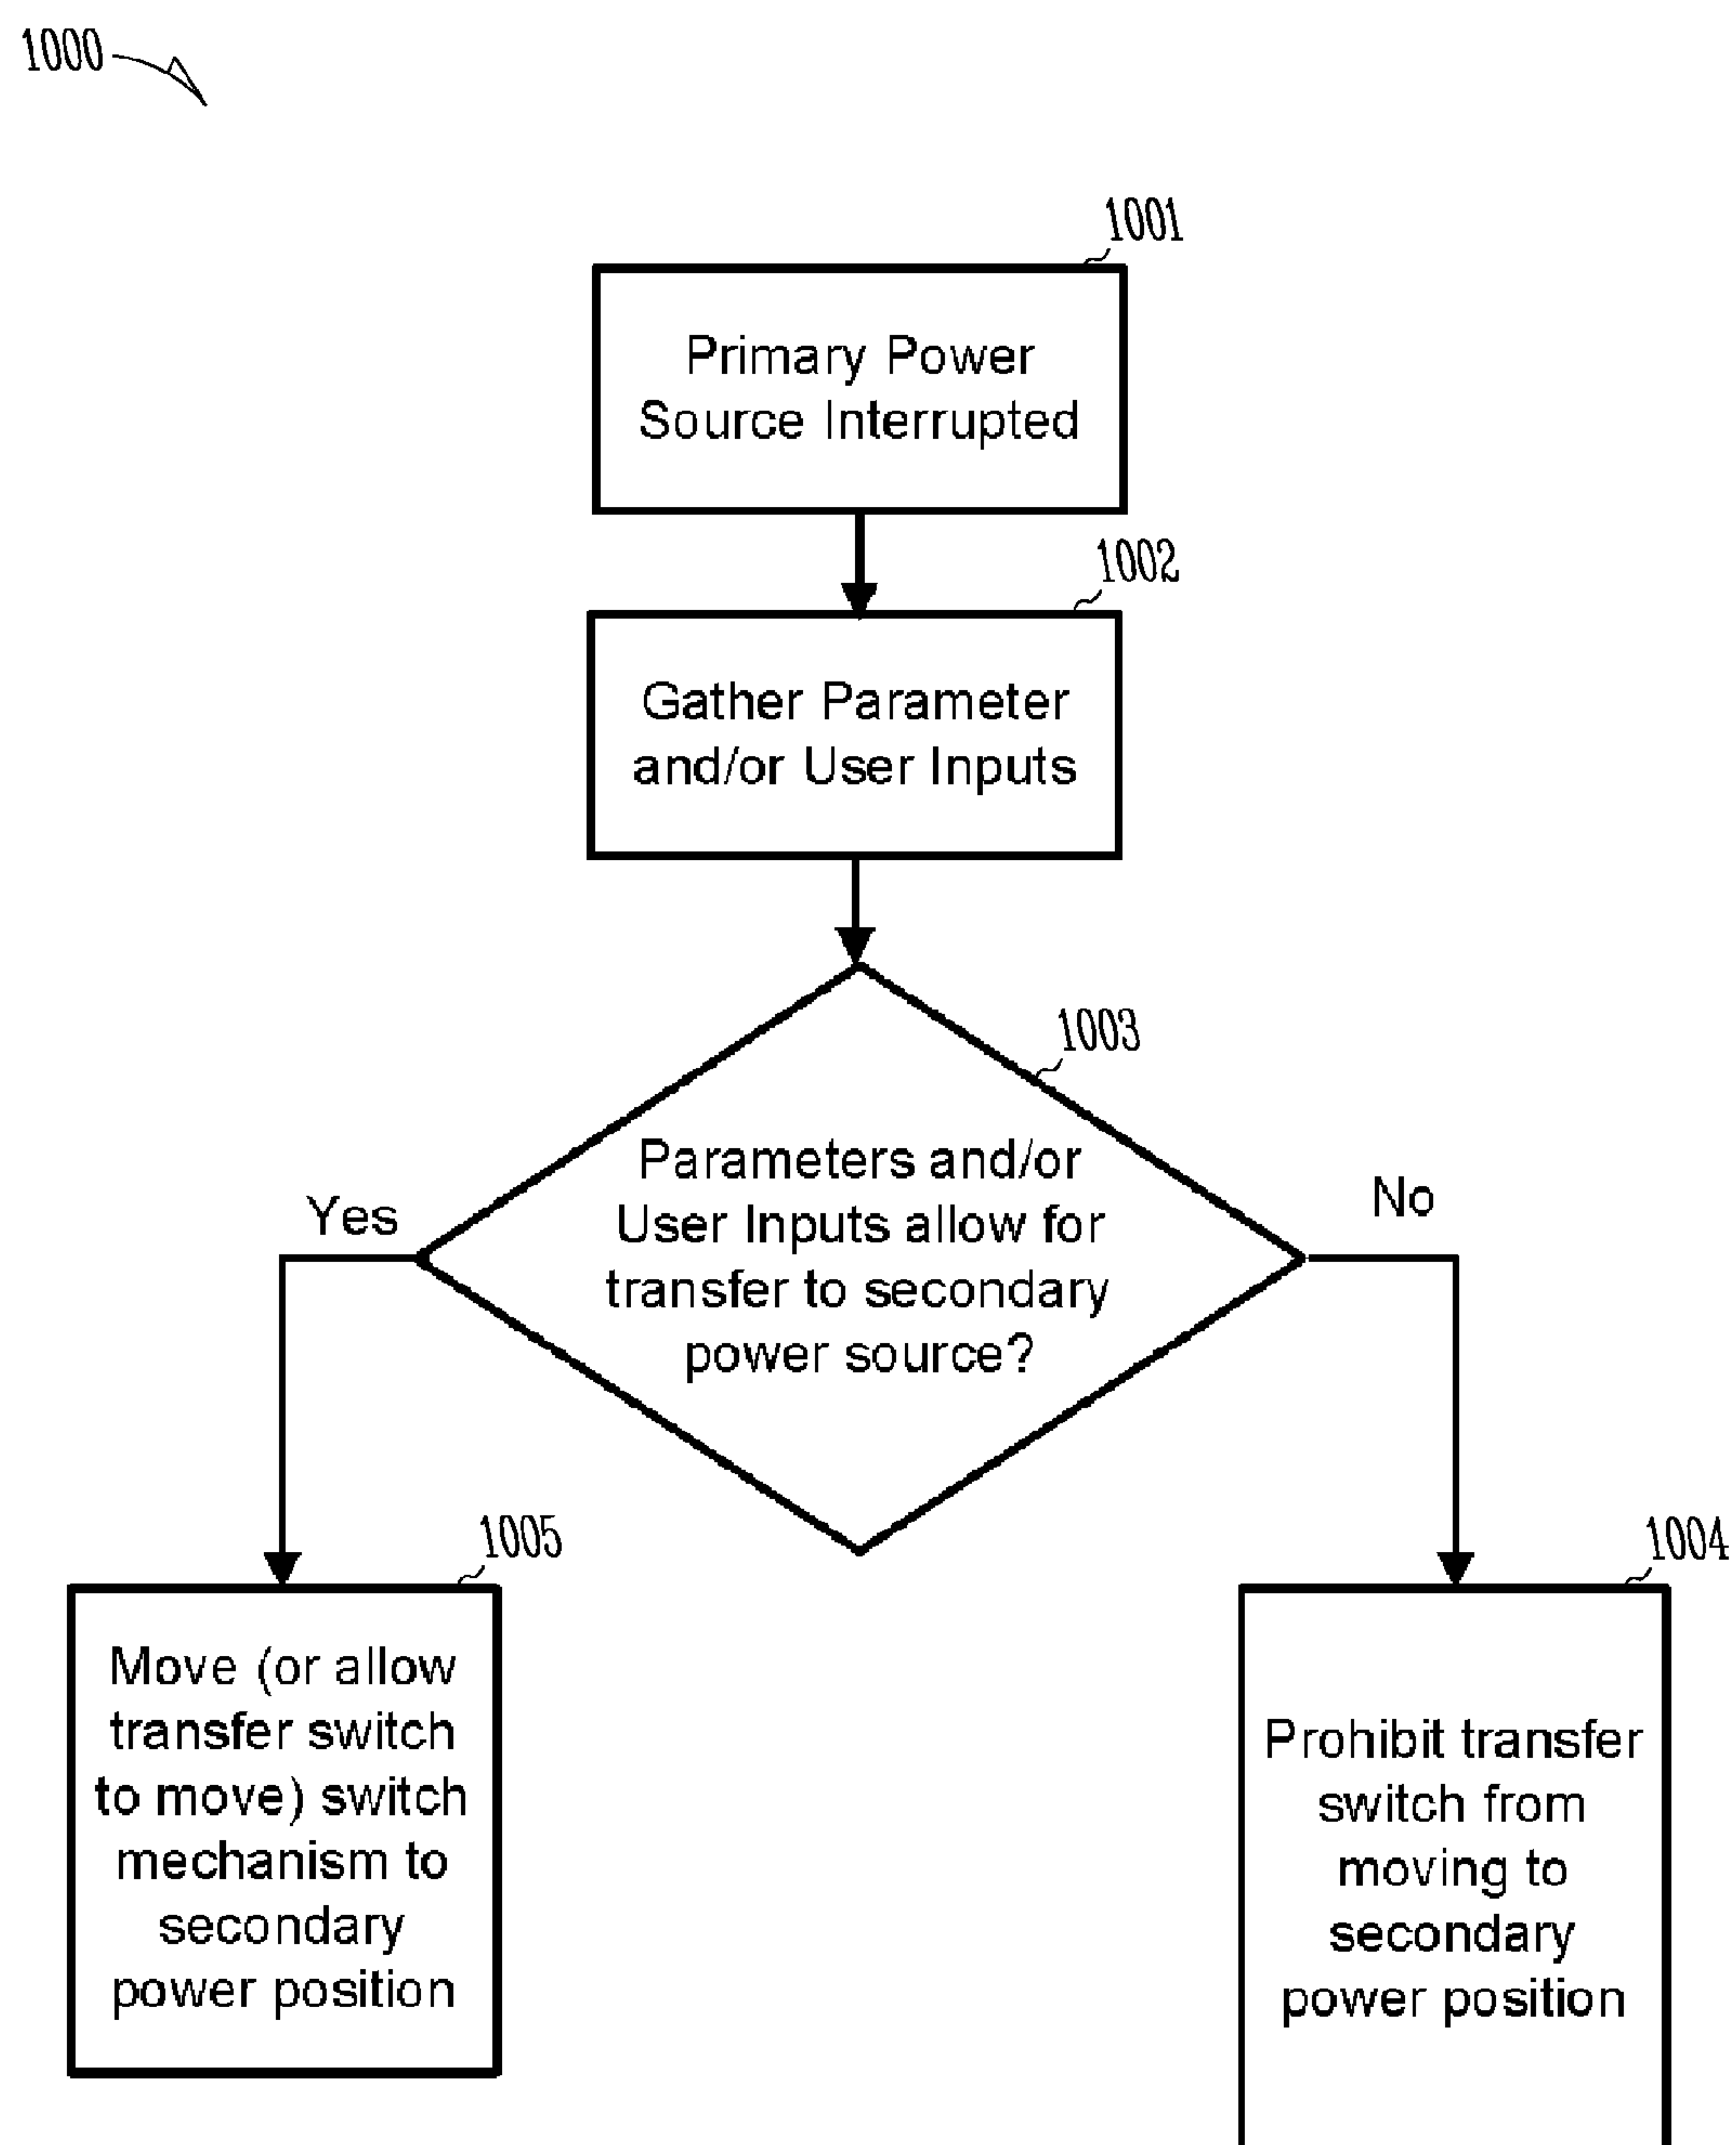 1000
1001
Primary Power
Source Interrupted
1002
Gather Parameter
and/or User Inputs
1003
Parameters and/or
User Inputs allow for
transfer to secondary
power source?
Yes
No
1005
Move (or allow
transfer switch
to move) switch
mechanism to
secondary
power position
1004
Prohibit transfer
switch from
moving to
secondary
power position